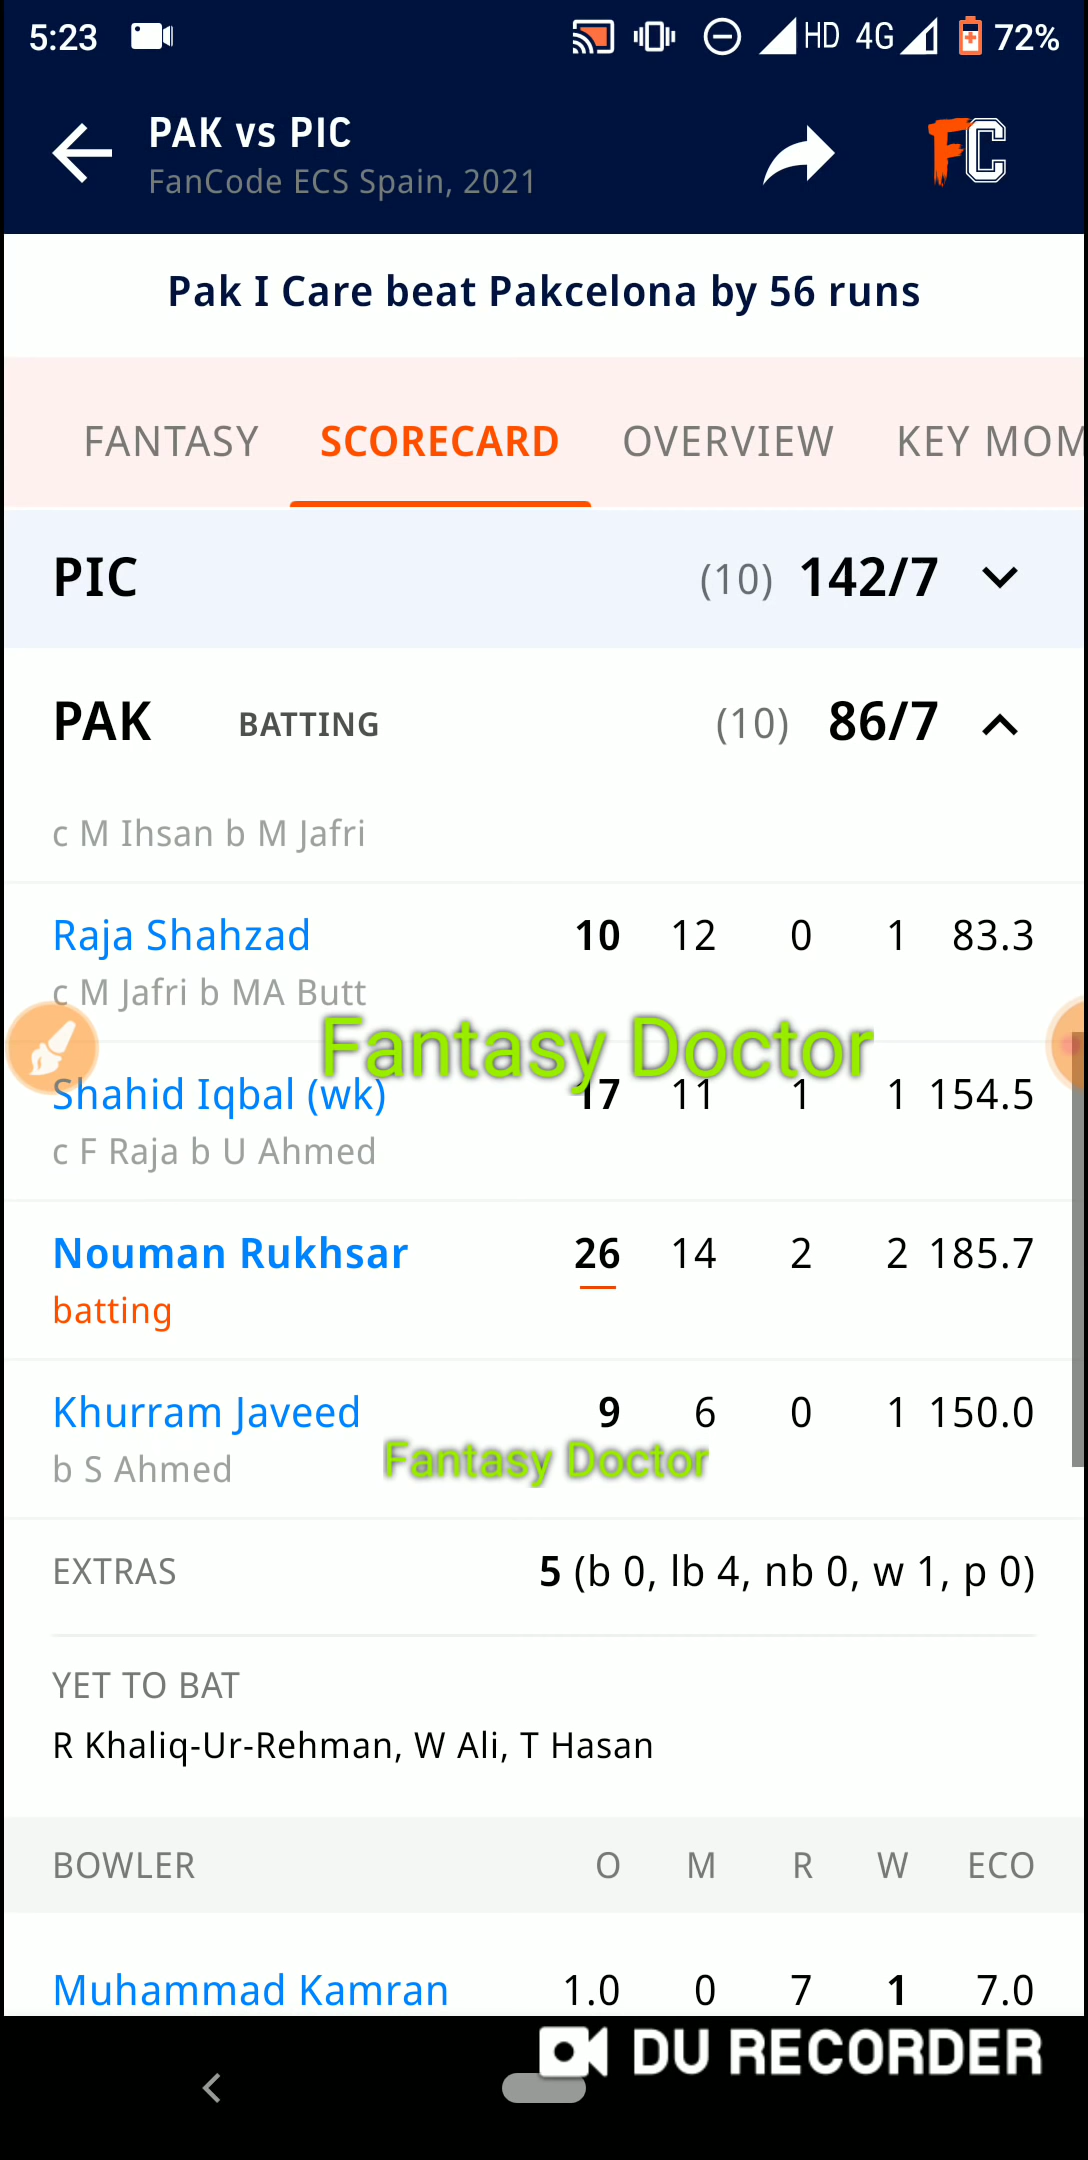 5:23 HD 4G 72%
PAK vs PIC
FanCode ECS Spain, 2021
FC
Pak I Care beat Pakcelona by 56 runs
FANTASY SCORECARD OVERVIEW KEY MOM
PIC (10) 142/7
PAK BATTING (10) 86/7
c M Ihsan b M Jafri
Raja Shahzad 10 12 0 1 83.3
c M Jafri b MA Butt
Fantasy Doctor
Shahid Iqbal (wk) 17 11 1 1 154.5
c F Raja b U Ahmed
Nouman Rukhsar 26 14 2 2 185.7
batting
Khurram Javeed 9 6 0 1 150.0
b S Ahmed
Fantasy Doctor
EXTRAS 5 (b 0, lb 4, nb 0, w 1, p 0)
YET TO BAT
R Khaliq-Ur-Rehman, W Ali, T Hasan
BOWLER O M R W ECO
Muhammad Kamran 1.0 0 7 1 7.0
DU RECORDER